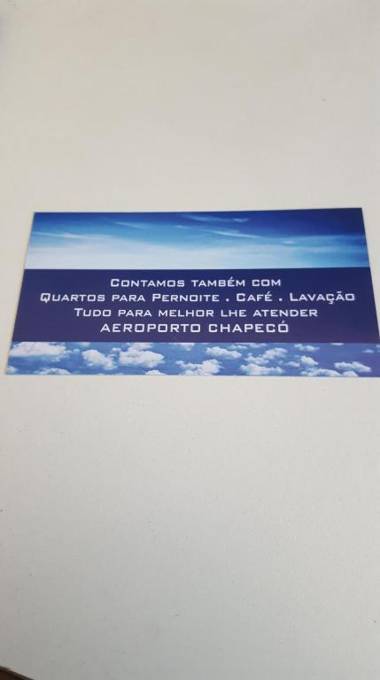 Contamos também com
Quartos para Pernoite . Café . Lavação
Tudo para melhor lhe atender
AEROPORTO CHAPECÓ